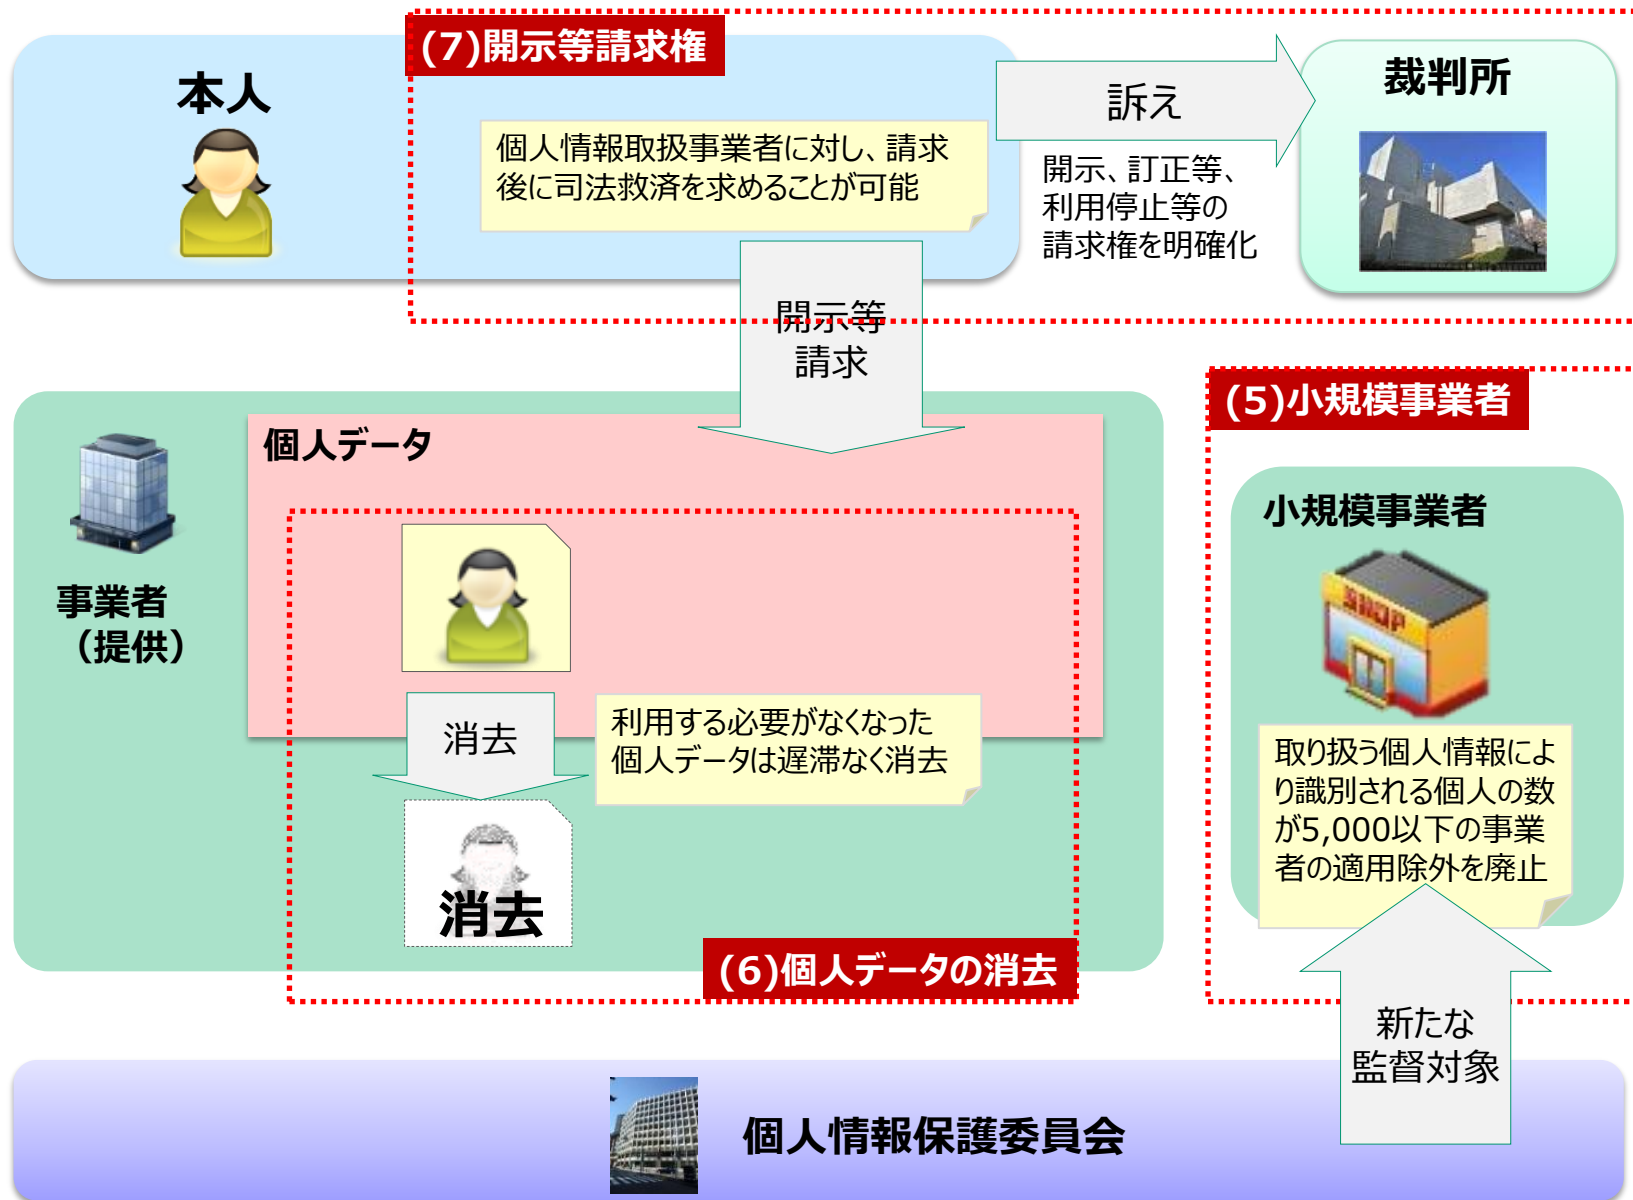 (7)開示等請求権
本人
個人情報取扱事業者に対し、請求
後に司法救済を求めることが可能
訴え
開示、訂正等、
利用停止等の
請求権を明確化
裁判所
開示等
請求
個人データ
事業者
（提供）
消去
利用する必要がなくなった
個人データは遅滞なく消去
消去
(6)個人データの消去
(5)小規模事業者
小規模事業者
SHOP
取り扱う個人情報によ
り識別される個人の数
が5,000以下の事業
者の適用除外を廃止
新たな
監督対象
個人情報保護委員会